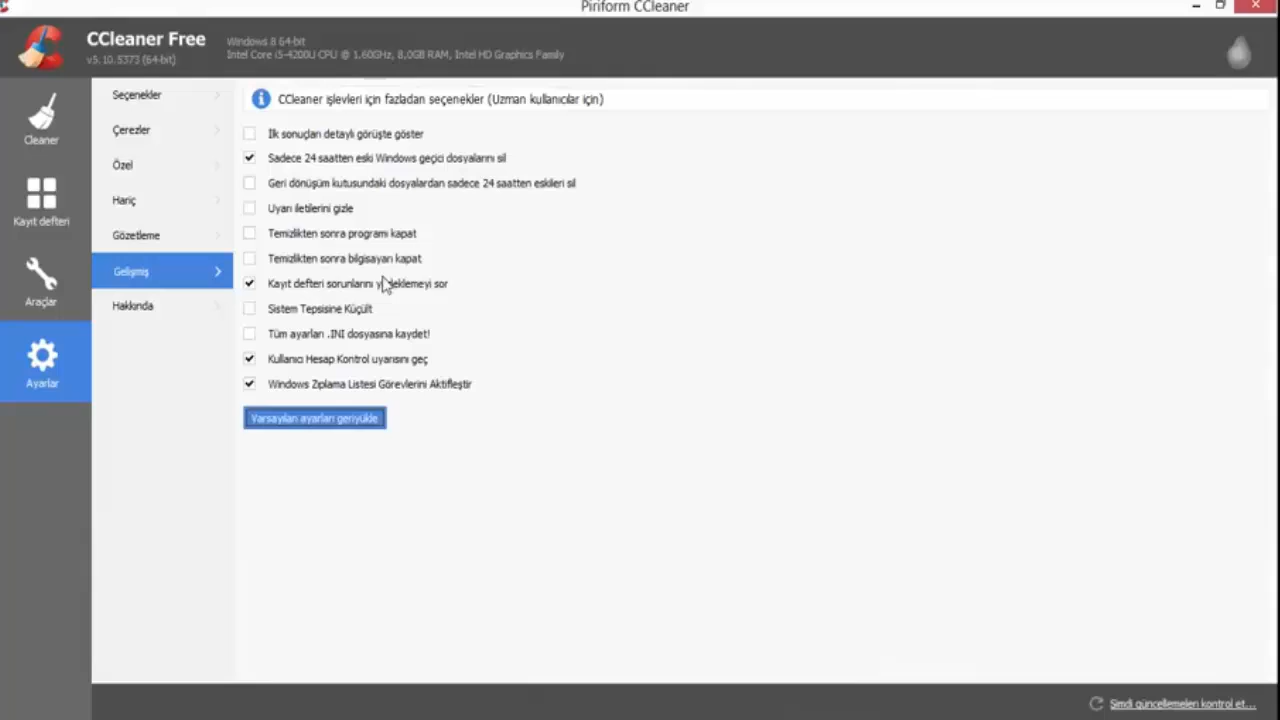 Piriform CCleaner
CCleaner Free
v5.10.5373 (64-bit)
Windows 8 64-bit
Intel Core i5-4200U CPU @ 1.60GHz, 8,0GB RAM, Intel HD Graphics Family
Cleaner
Kayıt defteri
Araçlar
Ayarlar
Seçenekler
Çerezler
Özel
Hariç
Gözetleme
Gelişmiş
Hakkında
CCleaner işlevleri için fazladan seçenekler (Uzman kullanıcılar için)
İlk sonuçları detaylı görüşte göster
Sadece 24 saatten eski Windows geçici dosyalarını sil
Geri dönüşüm kutusundaki dosyalardan sadece 24 saatten eskileri sil
Uyarı iletilerini gizle
Temizlikten sonra programı kapat
Temizlikten sonra bilgisayarı kapat
Kayıt defteri sorunlarını yedeklemeyi sor
Sistem Tepsisine Küçült
Tüm ayarları .INI dosyasına kaydet!
Kullanıcı Hesap Kontrol uyarısını geç
Windows Zıplama Listesi Görevlerini Aktifleştir
Varsayılan ayarları geriyükle
Şimdi güncellemeleri kontrol et...